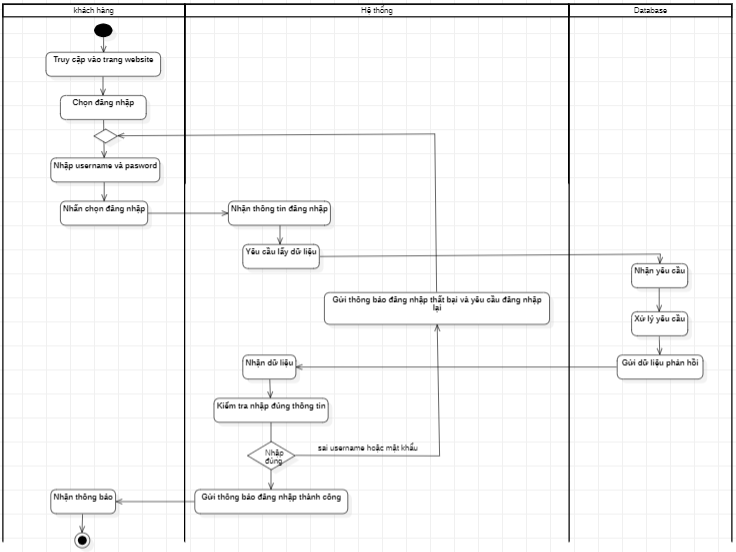 khách hàng
Hệ thống
Database
Truy cập vào trang website
Chọn đăng nhập
Nhập username và pasword
Nhấn chọn đăng nhập
Nhận thông tin đăng nhập
Yêu cầu lấy dữ liệu
Nhận yêu cầu
Gửi thông báo đăng nhập thất bại và yêu cầu đăng nhập
lại
Xử lý yêu cầu
Nhận dữ liệu
Gửi dữ liệu phản hồi
Kiểm tra nhập đúng thông tin
sai username hoặc mật khẩu
Nhập
đúng
Nhận thông báo
Gửi thông báo đăng nhập thành công